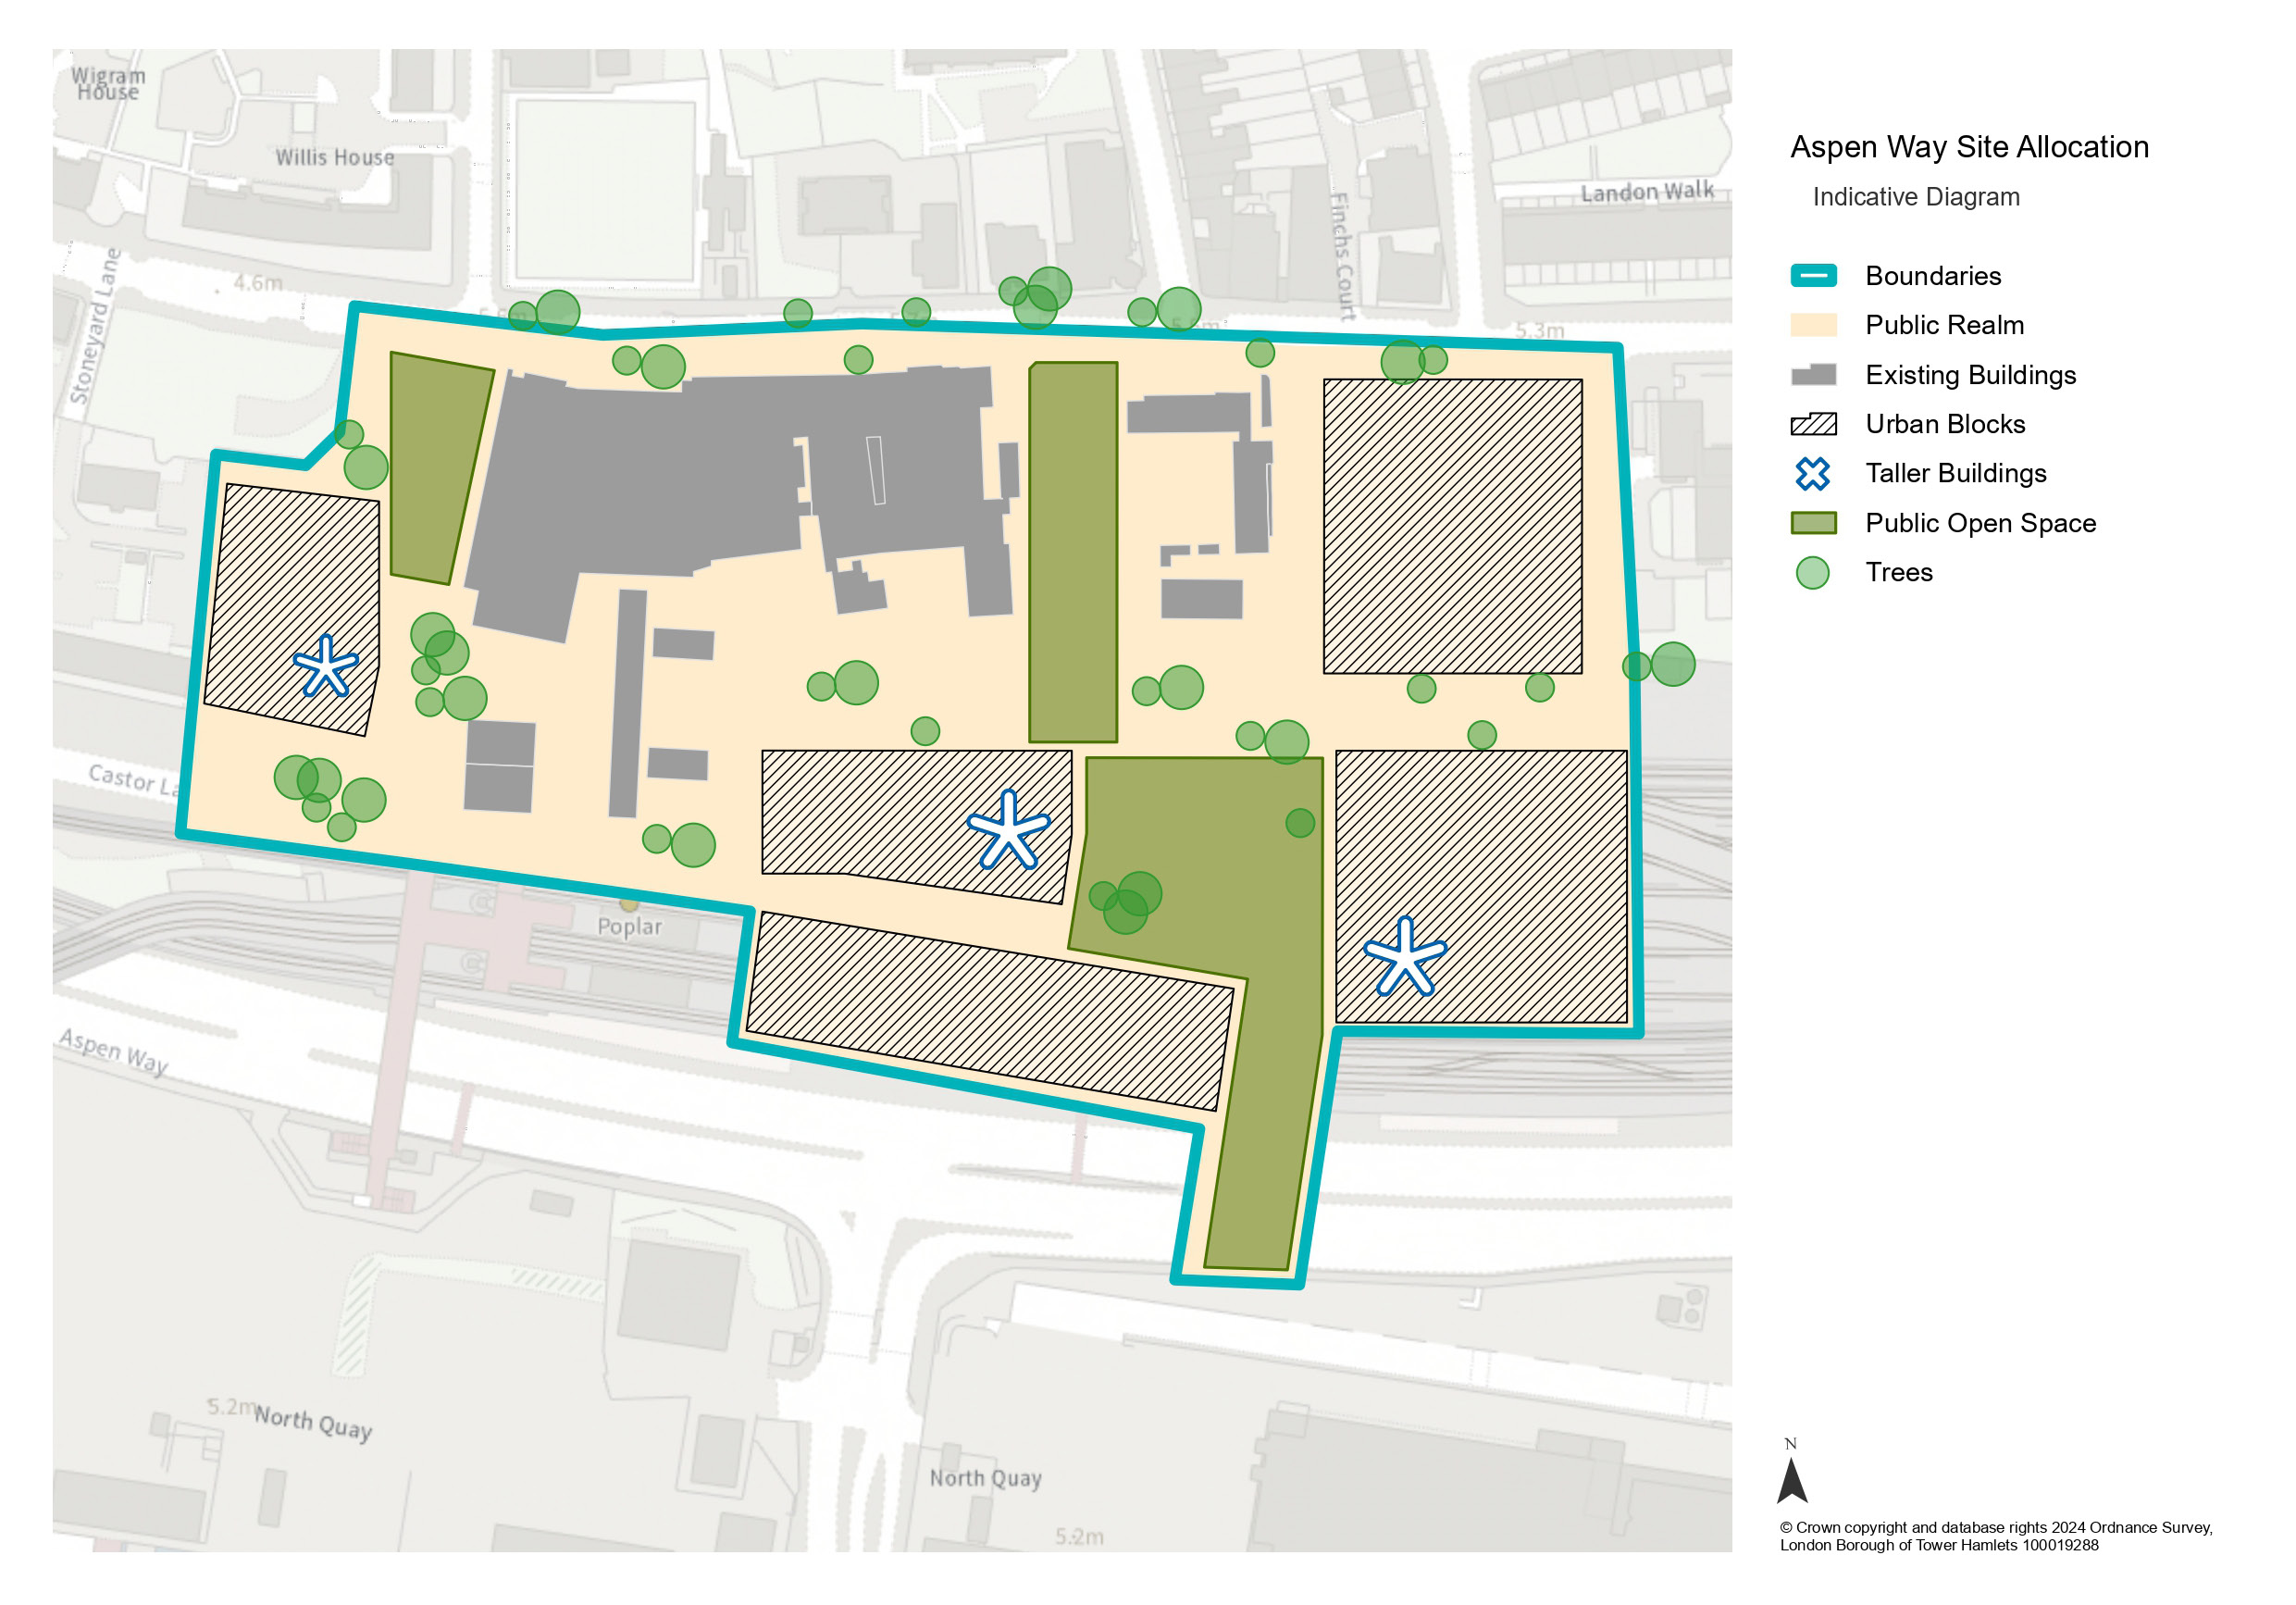 Wigram
House
Willis House
Stoneyard Lane
4.6m
Finchs Court
Landon Walk
5.3m
Castor La
Poplar
Aspen Way
5.2m
North Quay
North Quay
5.2m
Aspen Way Site Allocation
Indicative Diagram
Boundaries
Public Realm
Existing Buildings
Urban Blocks
Taller Buildings
Public Open Space
Trees
N
© Crown copyright and database rights 2024 Ordnance Survey,
London Borough of Tower Hamlets 100019288